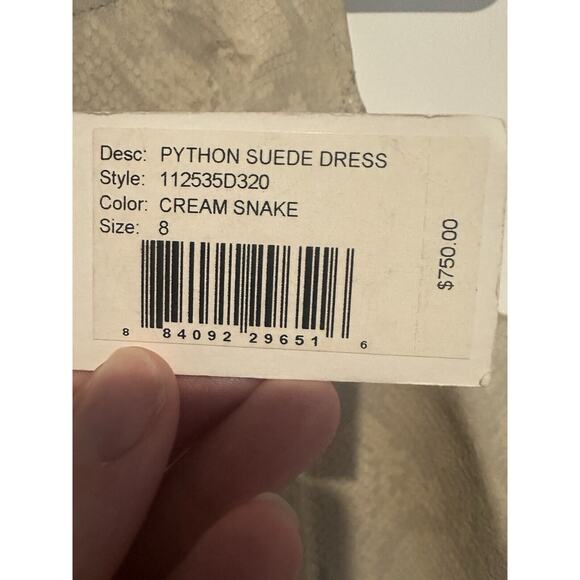 Desc: PYTHON SUEDE DRESS
Style: 112535D320
Color: CREAM SNAKE
Size: 8
8 84092 29651 6
$750.00